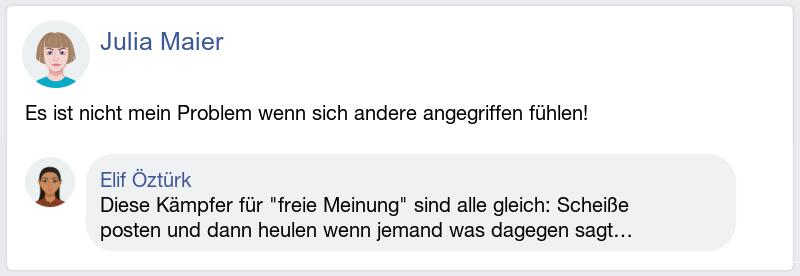 Julia Maier
Es ist nicht mein Problem wenn sich andere angegriffen fühlen!
Elif Öztürk
Diese Kämpfer für "freie Meinung" sind alle gleich: Scheiße
posten und dann heulen wenn jemand was dagegen sagt…